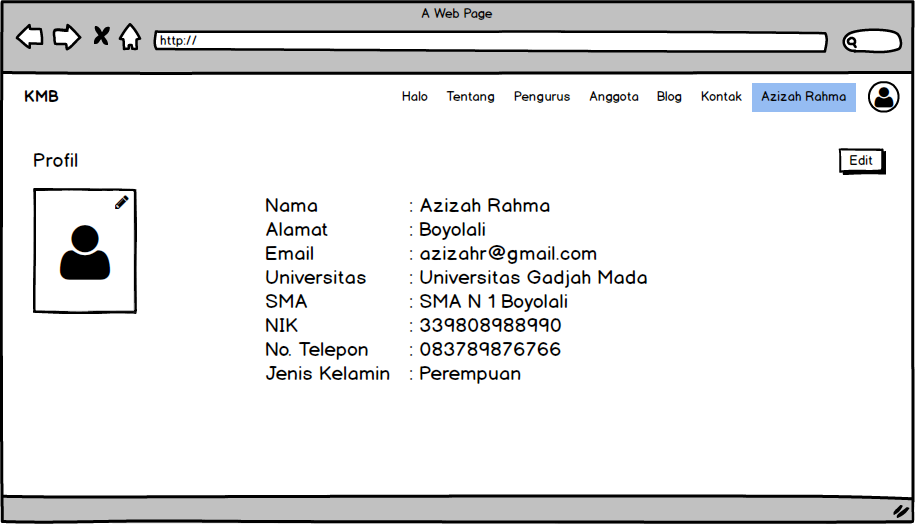 A Web Page
http://
KMB Halo Tentang Pengurus Anggota Blog Kontak Azizah Rahma
Profil Edit
Nama : Azizah Rahma
Alamat : Boyolali
Email : azizahr@gmail.com
Universitas : Universitas Gadjah Mada
SMA : SMA N 1 Boyolali
NIK : 339808988990
No. Telepon : 083789876766
Jenis Kelamin : Perempuan